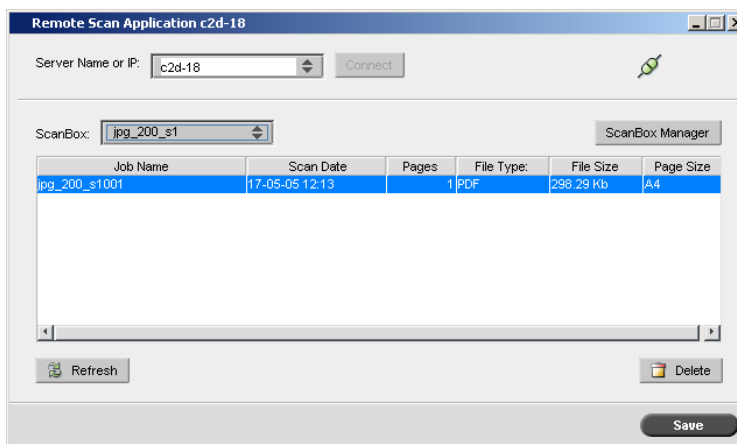 Remote Scan Application c2d-18
Server Name or IP: c2d-18 Connect
ScanBox: jpg_200_s1 ScanBox Manager
Job Name Scan Date Pages File Type: File Size Page Size
jpg_200_s1001 17-05-05 12:13 1 PDF 298.29 Kb A4
Refresh Delete
Save